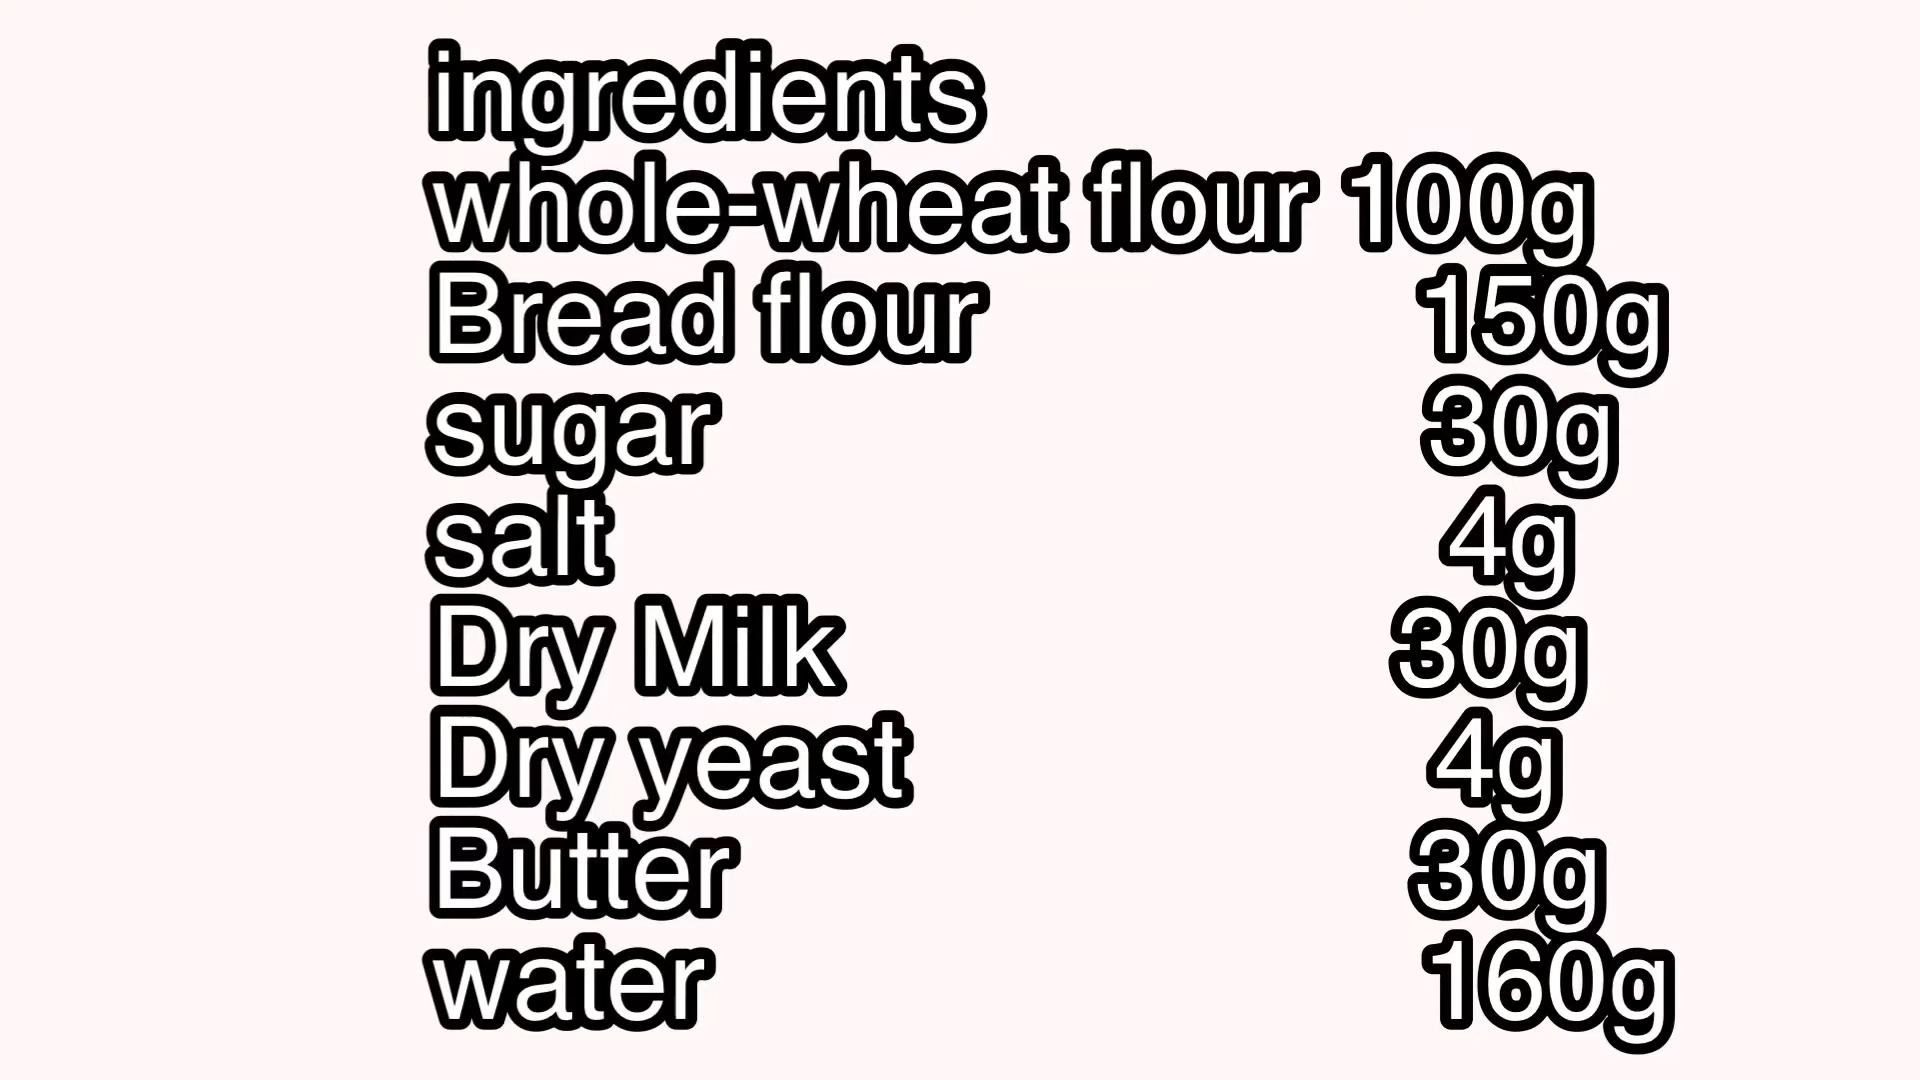 ingredients
whole-wheat flour 100g
Bread flour 150g
sugar 30g
salt 4g
Dry Milk 30g
Dry yeast 4g
Butter 30g
water 160g